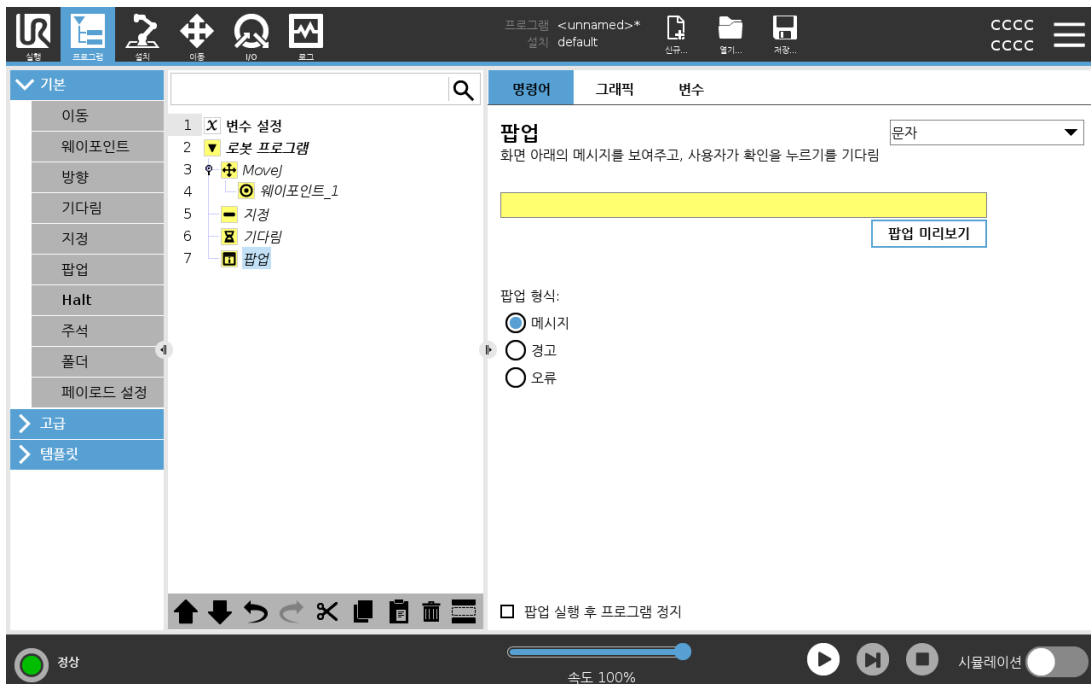 UR
실행
프로그램
설치
이동
I/O
로그
프로그램 <unnamed>*
설치 default
신규...
열기...
저장...
cccc
cccc
기본
이동
웨이포인트
방향
기다림
지정
팝업
Halt
주석
폴더
페이로드 설정
고급
템플릿
1 x 변수 설정
2 로봇 프로그램
3 MoveJ
4 웨이포인트_1
5 지정
6 기다림
7 팝업
명령어 그래픽 변수
팝업
문자
화면 아래의 메시지를 보여주고, 사용자가 확인을 누르기를 기다림
팝업 미리보기
팝업 형식:
메시지
경고
오류
팝업 실행 후 프로그램 정지
정상
속도 100%
시뮬레이션